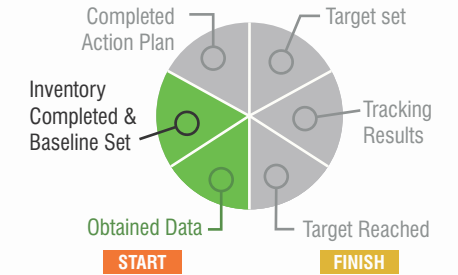 Completed
Action Plan
Target set
Inventory
Completed &
Baseline Set
Tracking
Results
Obtained Data
Target Reached
START
FINISH